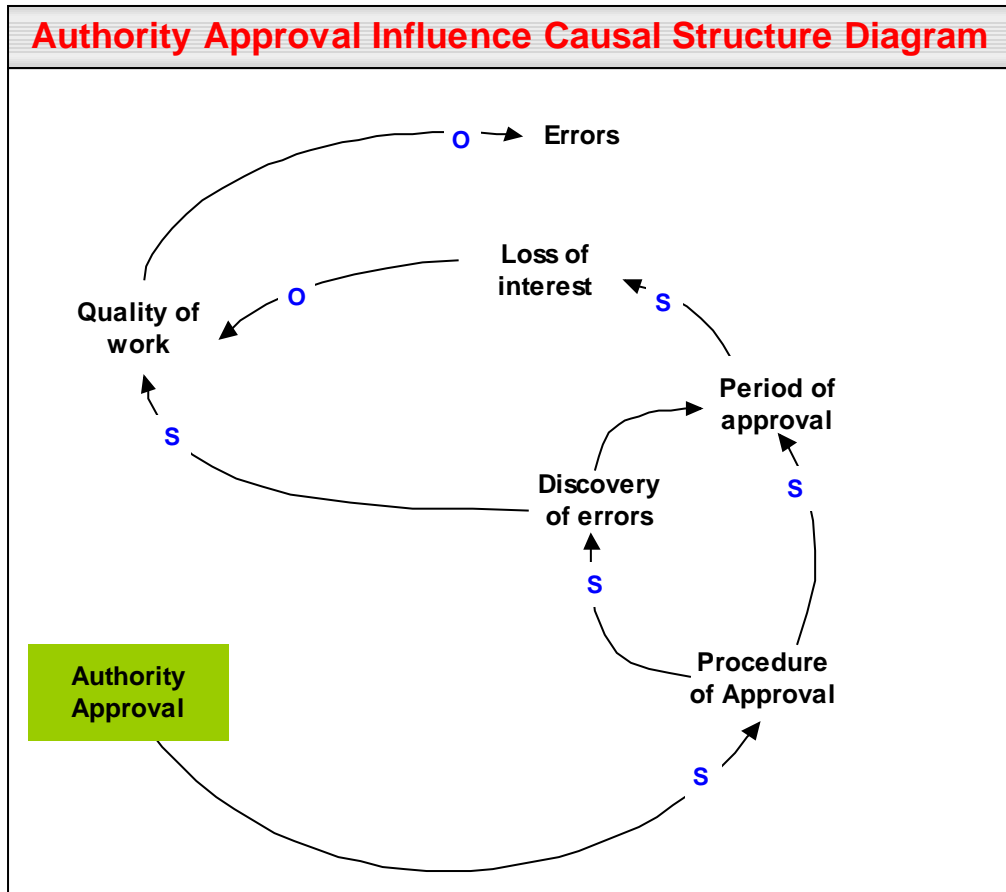 Authority Approval Influence Causal Structure Diagram
O
Errors
Loss of
interest
O
S
Quality of
work
Period of
approval
S
S
Discovery
of errors
S
Authority
Approval
Procedure
of Approval
S